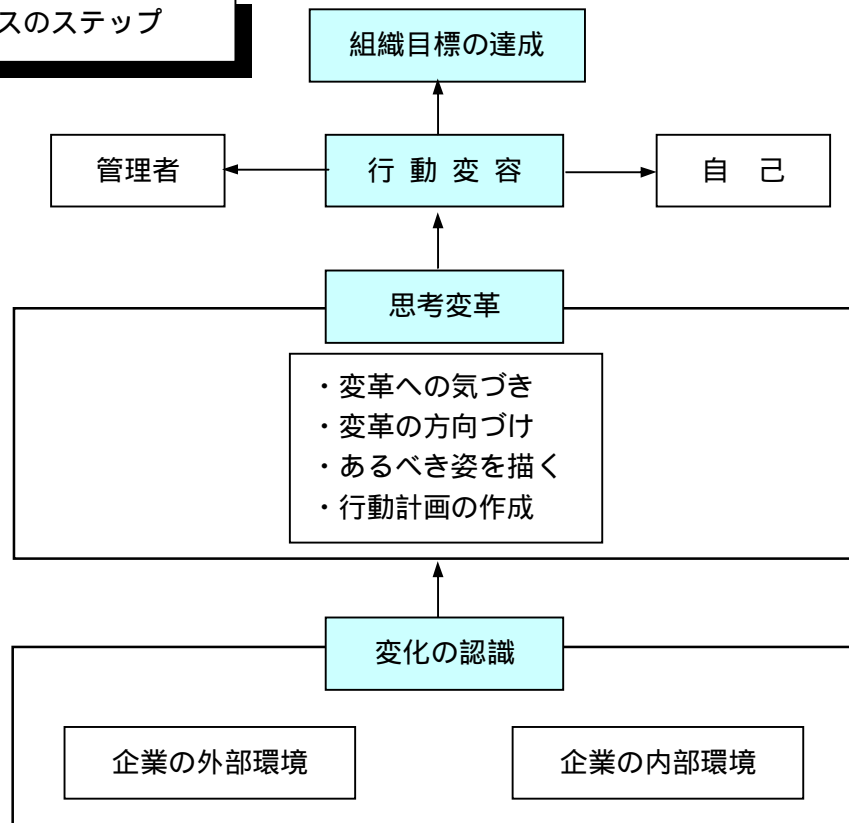 スのステップ
組織目標の達成
管理者
行 動 変 容
自 己
思考変革
・変革への気づき
・変革の方向づけ
・あるべき姿を描く
・行動計画の作成
変化の認識
企業の外部環境
企業の内部環境